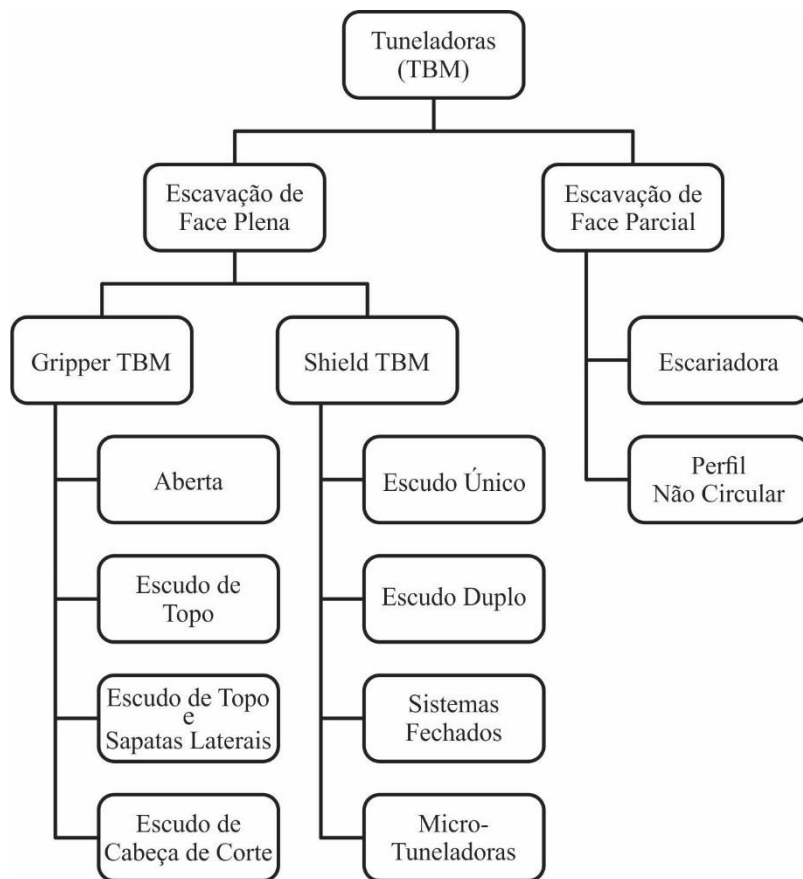 Tuneladoras
(TBM)
Escavação de
Face Plena
Escavação de
Face Parcial
Gripper TBM
Shield TBM
Escariadora
Aberta
Escudo Único
Perfil
Não Circular
Escudo de
Topo
Escudo Duplo
Escudo de Topo
e
Sapatas Laterais
Sistemas
Fechados
Escudo de
Cabeça de Corte
Micro-
Tuneladoras